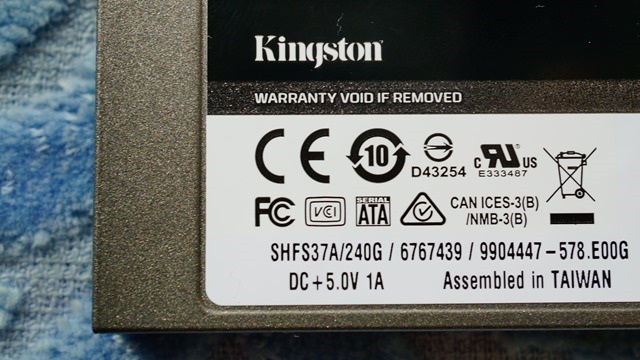 Kingston
WARRANTY VOID IF REMOVED
CE 10 D43254 c RU US E333487
FC VCI SERIAL ATA CAN ICES-3(B)
/NMB-3(B)
SHFS37A/240G / 6767439 / 9904447-578.E00G
DC+5.0V 1A Assembled in TAIWAN